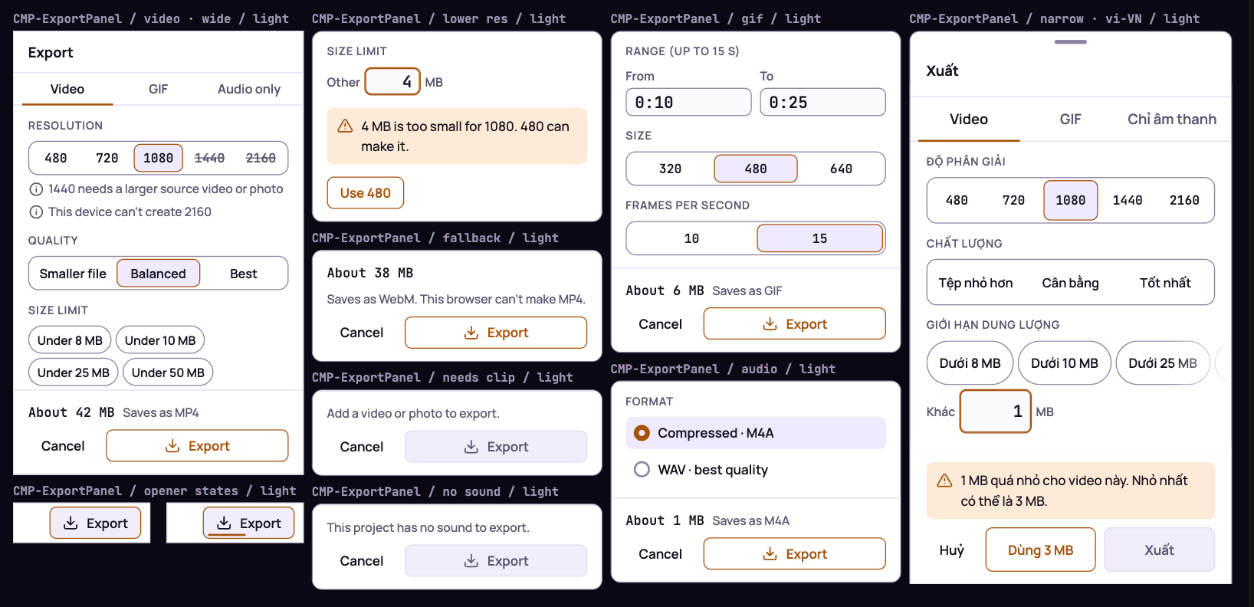 CMP-ExportPanel / video · wide / light
Export
Video GIF Audio only
RESOLUTION
480 720 1080 1440 2160
1440 needs a larger source video or photo
This device can't create 2160
QUALITY
Smaller file Balanced Best
SIZE LIMIT
Under 8 MB Under 10 MB
Under 25 MB Under 50 MB
About 42 MB Saves as MP4
Cancel Export
CMP-ExportPanel / opener states / light
Export Export
CMP-ExportPanel / lower res / light
SIZE LIMIT
Other 4 MB
4 MB is too small for 1080. 480 can
make it.
Use 480
CMP-ExportPanel / fallback / light
About 38 MB
Saves as WebM. This browser can't make MP4.
Cancel Export
CMP-ExportPanel / needs clip / light
Add a video or photo to export.
Cancel Export
CMP-ExportPanel / no sound / light
This project has no sound to export.
Cancel Export
CMP-ExportPanel / gif / light
RANGE (UP TO 15 S)
From To
0:10 0:25
SIZE
320 480 640
FRAMES PER SECOND
10 15
About 6 MB Saves as GIF
Cancel Export
CMP-ExportPanel / audio / light
FORMAT
Compressed · M4A
WAV · best quality
About 1 MB Saves as M4A
Cancel Export
CMP-ExportPanel / narrow · vi-VN / light
Xuất
Video GIF Chỉ âm thanh
ĐỘ PHÂN GIẢI
480 720 1080 1440 2160
CHẤT LƯỢNG
Tệp nhỏ hơn Cân bằng Tốt nhất
GIỚI HẠN DUNG LƯỢNG
Dưới 8 MB Dưới 10 MB Dưới 25 MB
Khác 1 MB
1 MB quá nhỏ cho video này. Nhỏ nhất
có thể là 3 MB.
Huỷ Dùng 3 MB Xuất